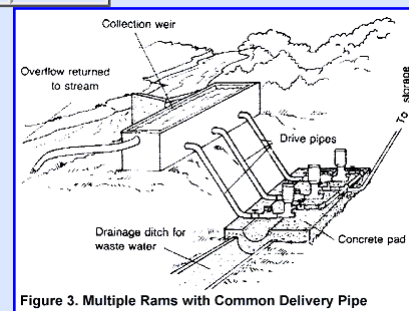 Collection weir
Overflow returned
to stream
To storage
Drive pipes
Drainage ditch for
waste water
Concrete pad
Figure 3. Multiple Rams with Common Delivery Pipe